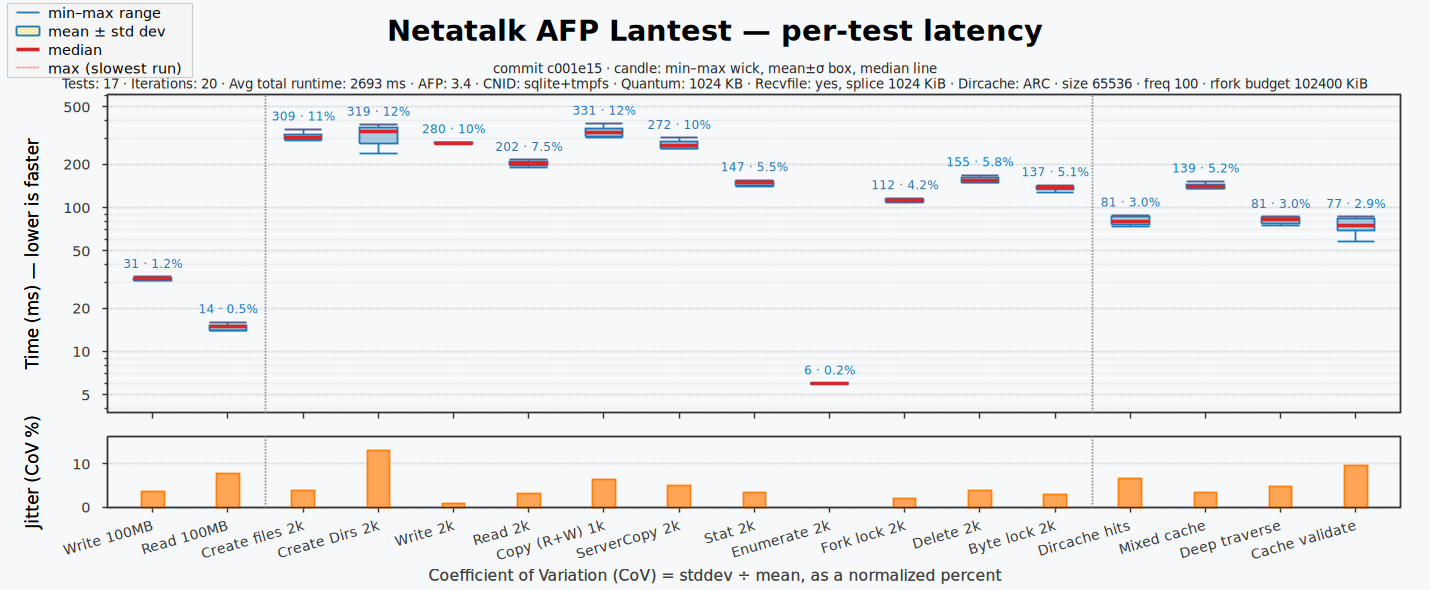 min–max range
mean ± std dev
median
max (slowest run)
Netatalk AFP Lantest — per-test latency
commit c001e15 · candle: min–max wick, mean±σ box, median line
Tests: 17 · Iterations: 20 · Avg total runtime: 2693 ms · AFP: 3.4 · CNID: sqlite+tmpfs · Quantum: 1024 KB · Recvfile: yes, splice 1024 KiB · Dircache: ARC · size 65536 · freq 100 · rfork budget 102400 KiB
Time (ms) — lower is faster
500
200
100
50
20
10
5
31 · 1.2%
14 · 0.5%
309 · 11%
319 · 12%
280 · 10%
202 · 7.5%
331 · 12%
272 · 10%
147 · 5.5%
6 · 0.2%
112 · 4.2%
155 · 5.8%
137 · 5.1%
81 · 3.0%
139 · 5.2%
81 · 3.0%
77 · 2.9%
Jitter (CoV %)
10
0
Write 100MB
Read 100MB
Create files 2k
Create Dirs 2k
Write 2k
Read 2k
Copy (R+W) 1k
ServerCopy 2k
Stat 2k
Enumerate 2k
Fork lock 2k
Delete 2k
Byte lock 2k
Dircache hits
Mixed cache
Deep traverse
Cache validate
Coefficient of Variation (CoV) = stddev ÷ mean, as a normalized percent